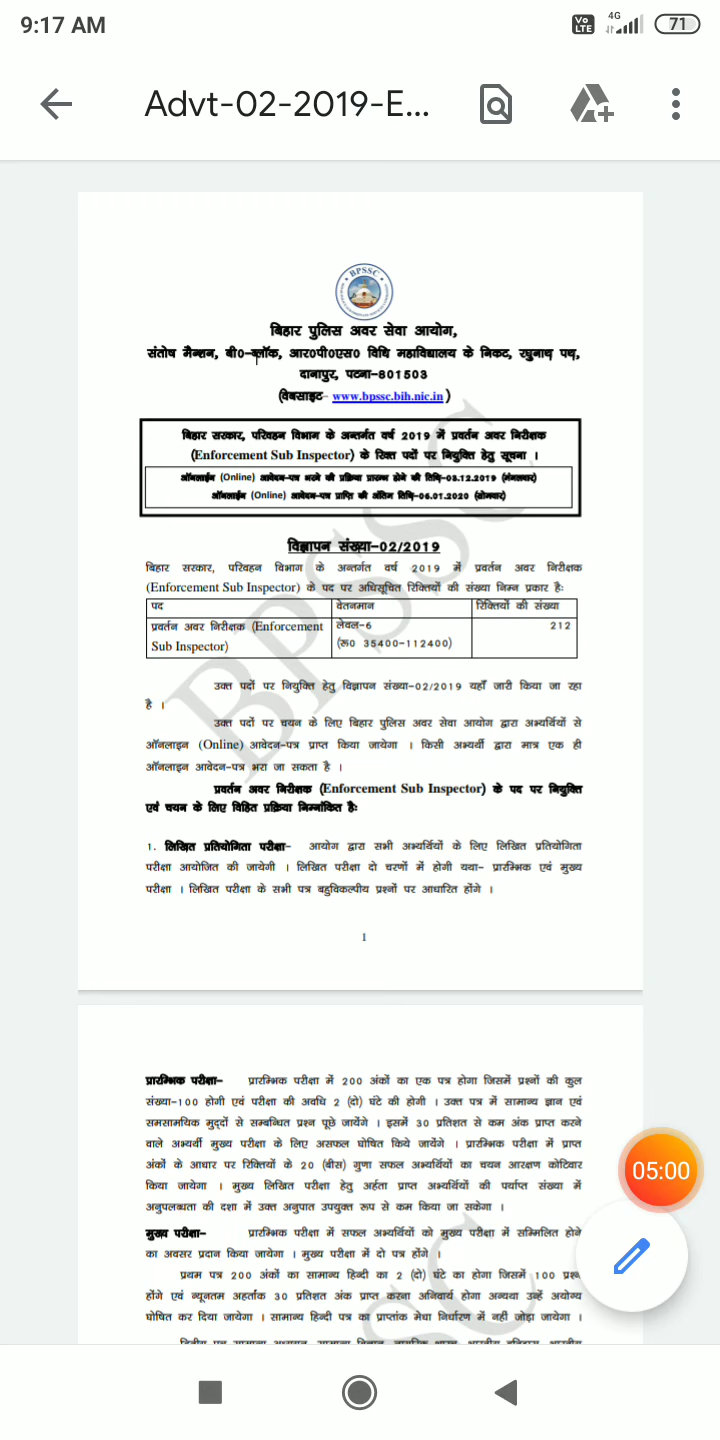 9:17 AM
Vo LTE 4G 71
Advt-02-2019-E...
BPSSC
बिहार पुलिस अवर सेवा आयोग,
संतोष मैन्शन, बी०-ब्लॉक, आर०पी०एस० विधि महाविद्यालय के निकट, रघुनाथ पथ,
दानापुर, पटना-801503
(वेबसाइट- www.bpssc.bih.nic.in)
बिहार सरकार, परिवहन विभाग के अन्तर्गत वर्ष 2019 में प्रवर्तन अवर निरीक्षक
(Enforcement Sub Inspector) के रिक्त पदों पर नियुक्ति हेतु सूचना ।
ऑनलाईन (Online) आवेदन-पत्र भरने की प्रक्रिया प्रारम्भ होने की तिथि-03.12.2019 (मंगलवार)
ऑनलाईन (Online) आवेदन-पत्र प्राप्ति की अंतिम तिथि-06.01.2020 (सोमवार)
विज्ञापन संख्या-02/2019
बिहार सरकार, परिवहन विभाग के अन्तर्गत वर्ष 2019 में प्रवर्तन अवर निरीक्षक
(Enforcement Sub Inspector) के पद पर अधिसूचित रिक्तियों की संख्या निम्न प्रकार है:
पद वेतनमान रिक्तियों की संख्या
प्रवर्तन अवर निरीक्षक (Enforcement लेवल-6 212
Sub Inspector) (रू0 35400-112400)
उक्त पदों पर नियुक्ति हेतु विज्ञापन संख्या-02/2019 यहाँ जारी किया जा रहा
है ।
उक्त पदों पर चयन के लिए बिहार पुलिस अवर सेवा आयोग द्वारा अभ्यर्थियों से
ऑनलाइन (Online) आवेदन-पत्र प्राप्त किया जायेगा । किसी अभ्यर्थी द्वारा मात्र एक ही
ऑनलाइन आवेदन-पत्र भरा जा सकता है ।
प्रवर्तन अवर निरीक्षक (Enforcement Sub Inspector) के पद पर नियुक्ति
एवं चयन के लिए विहित प्रक्रिया निम्नांकित है:
1. लिखित प्रतियोगिता परीक्षा- आयोग द्वारा सभी अभ्यर्थियों के लिए लिखित प्रतियोगिता
परीक्षा आयोजित की जायेगी । लिखित परीक्षा दो चरणों में होगी यथा- प्रारम्भिक एवं मुख्य
परीक्षा । लिखित परीक्षा के सभी पत्र बहुविकल्पीय प्रश्नों पर आधारित होंगे ।
1
प्रारम्भिक परीक्षा- प्रारम्भिक परीक्षा में 200 अंकों का एक पत्र होगा जिसमें प्रश्नों की कुल
संख्या-100 होगी एवं परीक्षा की अवधि 2 (दो) घंटे की होगी । उक्त पत्र में सामान्य ज्ञान एवं
समसामयिक मुद्दों से सम्बन्धित प्रश्न पूछे जायेंगे । इसमें 30 प्रतिशत से कम अंक प्राप्त करने
वाले अभ्यर्थी मुख्य परीक्षा के लिए असफल घोषित किये जायेंगे । प्रारम्भिक परीक्षा में प्राप्त
अंकों के आधार पर रिक्तियों के 20 (बीस) गुणा सफल अभ्यर्थियों का चयन आरक्षण कोटिवार
किया जायेगा । मुख्य लिखित परीक्षा हेतु अर्हता प्राप्त अभ्यर्थियों की पर्याप्त संख्या में
अनुपलब्धता की दशा में उक्त अनुपात उपयुक्त रूप से कम किया जा सकेगा ।
मुख्य परीक्षा- प्रारम्भिक परीक्षा में सफल अभ्यर्थियों को मुख्य परीक्षा में सम्मिलित होने
का अवसर प्रदान किया जायेगा । मुख्य परीक्षा में दो पत्र होंगे ।
प्रथम पत्र 200 अंकों का सामान्य हिन्दी का 2 (दो) घंटे का होगा जिसमें 100 प्रश्न
होंगे एवं न्यूनतम अहर्तांक 30 प्रतिशत अंक प्राप्त करना अनिवार्य होगा अन्यथा उन्हें अयोग्य
घोषित कर दिया जायेगा । सामान्य हिन्दी पत्र का प्राप्तांक मेधा निर्धारण में नहीं जोड़ा जायेगा ।
05:00